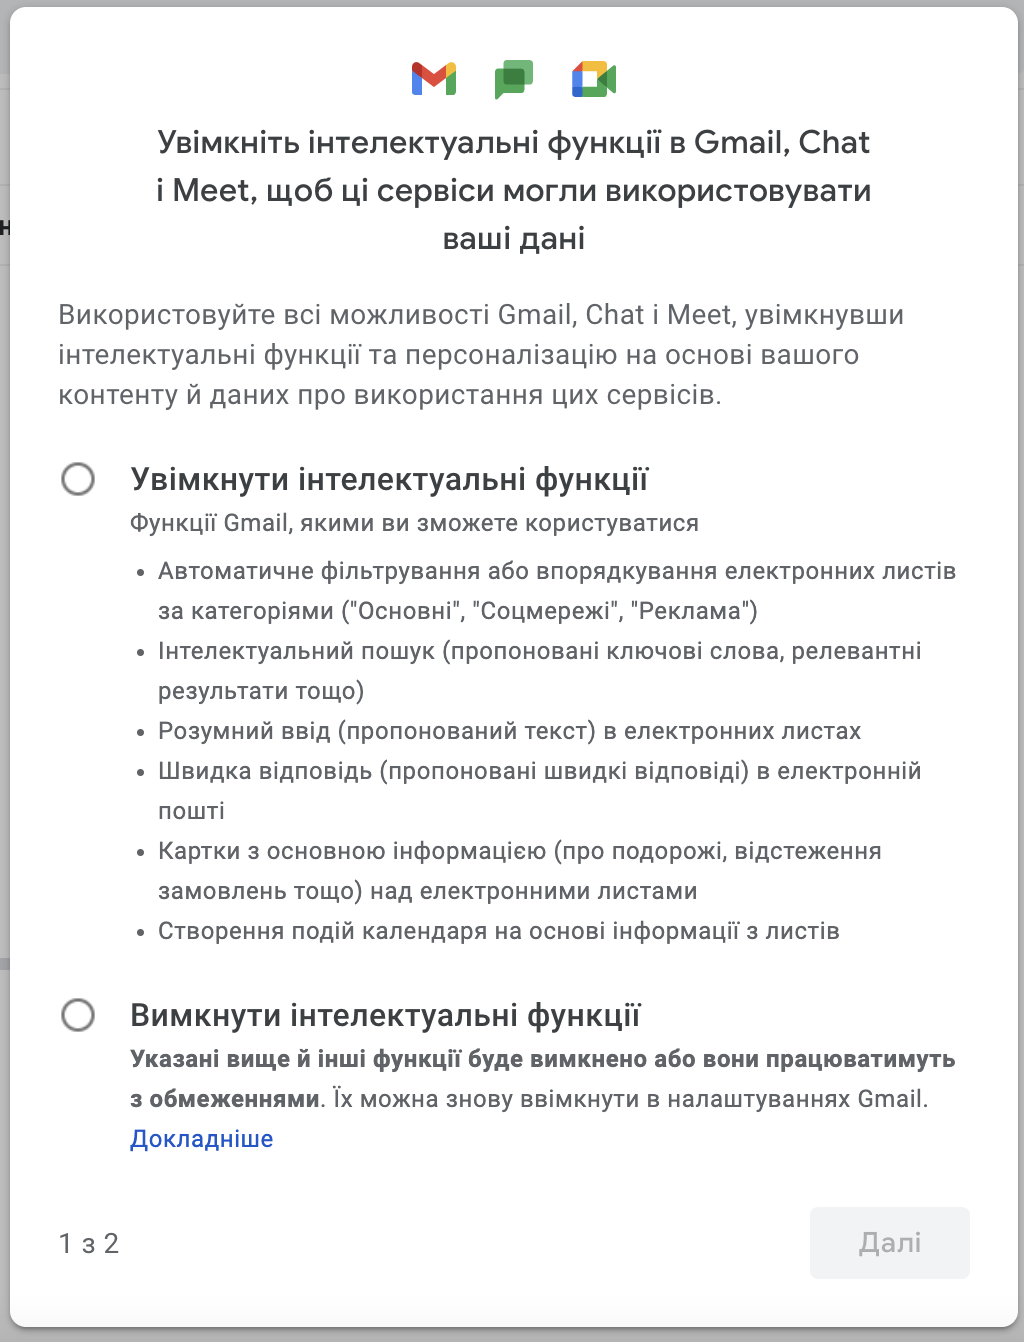 Увімкніть інтелектуальні функції в Gmail, Chat
і Meet, щоб ці сервіси могли використовувати
ваші дані
Використовуйте всі можливості Gmail, Chat і Meet, увімкнувши
інтелектуальні функції та персоналізацію на основі вашого
контенту й даних про використання цих сервісів.
Увімкнути інтелектуальні функції
Функції Gmail, якими ви зможете користуватися
• Автоматичне фільтрування або впорядкування електронних листів
за категоріями ("Основні", "Соцмережі", "Реклама")
• Інтелектуальний пошук (пропоновані ключові слова, релевантні
результати тощо)
• Розумний ввід (пропонований текст) в електронних листах
• Швидка відповідь (пропоновані швидкі відповіді) в електронній
пошті
• Картки з основною інформацією (про подорожі, відстеження
замовлень тощо) над електронними листами
• Створення подій календаря на основі інформації з листів
Вимкнути інтелектуальні функції
Указані вище й інші функції буде вимкнено або вони працюватимуть
з обмеженнями. Їх можна знову ввімкнути в налаштуваннях Gmail.
Докладніше
1 з 2
Далі